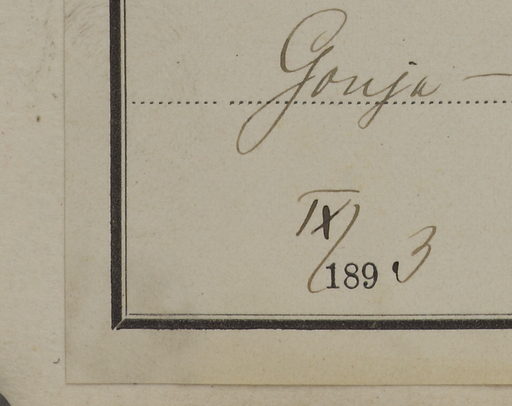 Gonja —
IX/
189 3